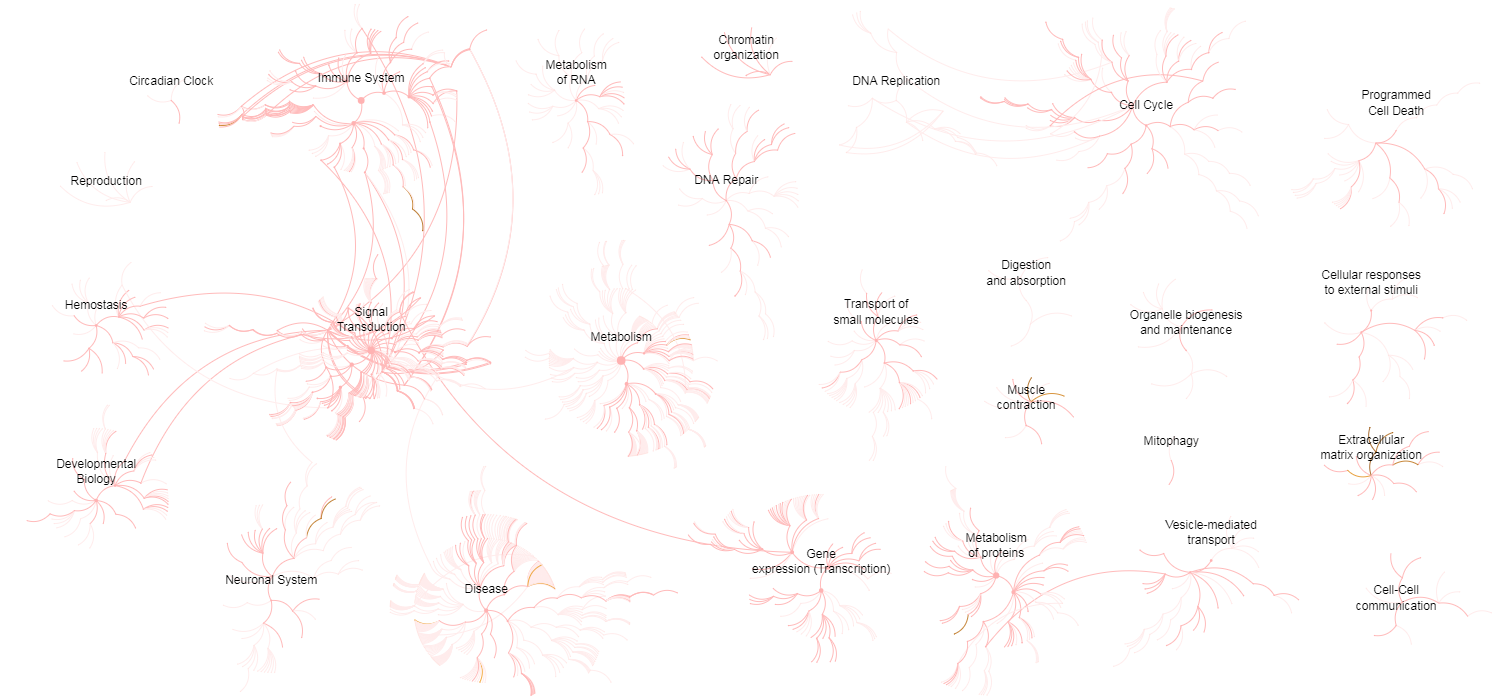 Chromatin
organization
Circadian Clock
Immune System
Metabolism
of RNA
DNA Replication
Cell Cycle
Programmed
Cell Death
Reproduction
DNA Repair
Hemostasis
Signal
Transduction
Metabolism
Transport of
small molecules
Digestion
and absorption
Organelle biogenesis
and maintenance
Cellular responses
to external stimuli
Muscle
contraction
Mitophagy
Extracellular
matrix organization
Developmental
Biology
Neuronal System
Disease
Gene
expression (Transcription)
Metabolism
of proteins
Vesicle-mediated
transport
Cell-Cell
communication